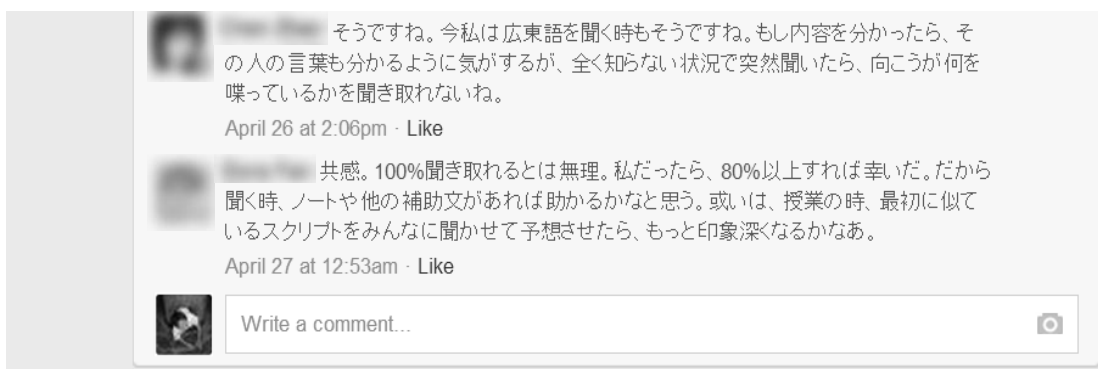 そうですね。今私は広東語を聞く時もそうですね。もし内容を分かったら、そ
の人の言葉も分かるように気がするが、全く知らない状況で突然聞いたら、向こうが何を
喋っているかを聞き取れないね。
April 26 at 2:06pm · Like
共感。100%聞き取れるとは無理。私だったら、80%以上すれば幸いだ。だから
聞く時、ノートや他の補助文があれば助かるかなと思う。或いは、授業の時、最初に似て
いるスクリプトをみんなに聞かせて予想させたら、もっと印象深くなるかなあ。
April 27 at 12:53am · Like
Write a comment...